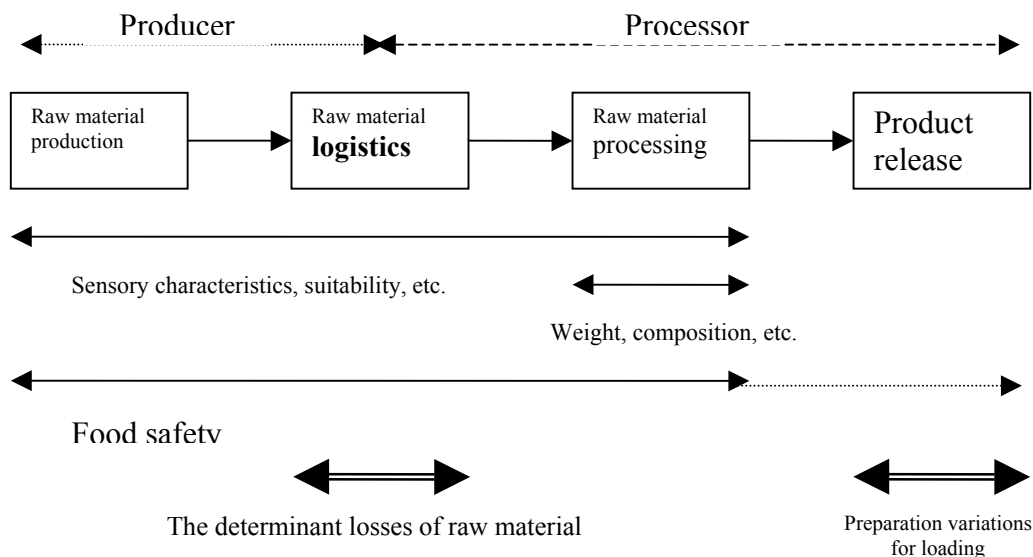 Producer
Processor
Raw material
production
Raw material
logistics
Raw material
processing
Product
release
Sensory characteristics, suitability, etc.
Weight, composition, etc.
Food safety
The determinant losses of raw material
Preparation variations
for loading